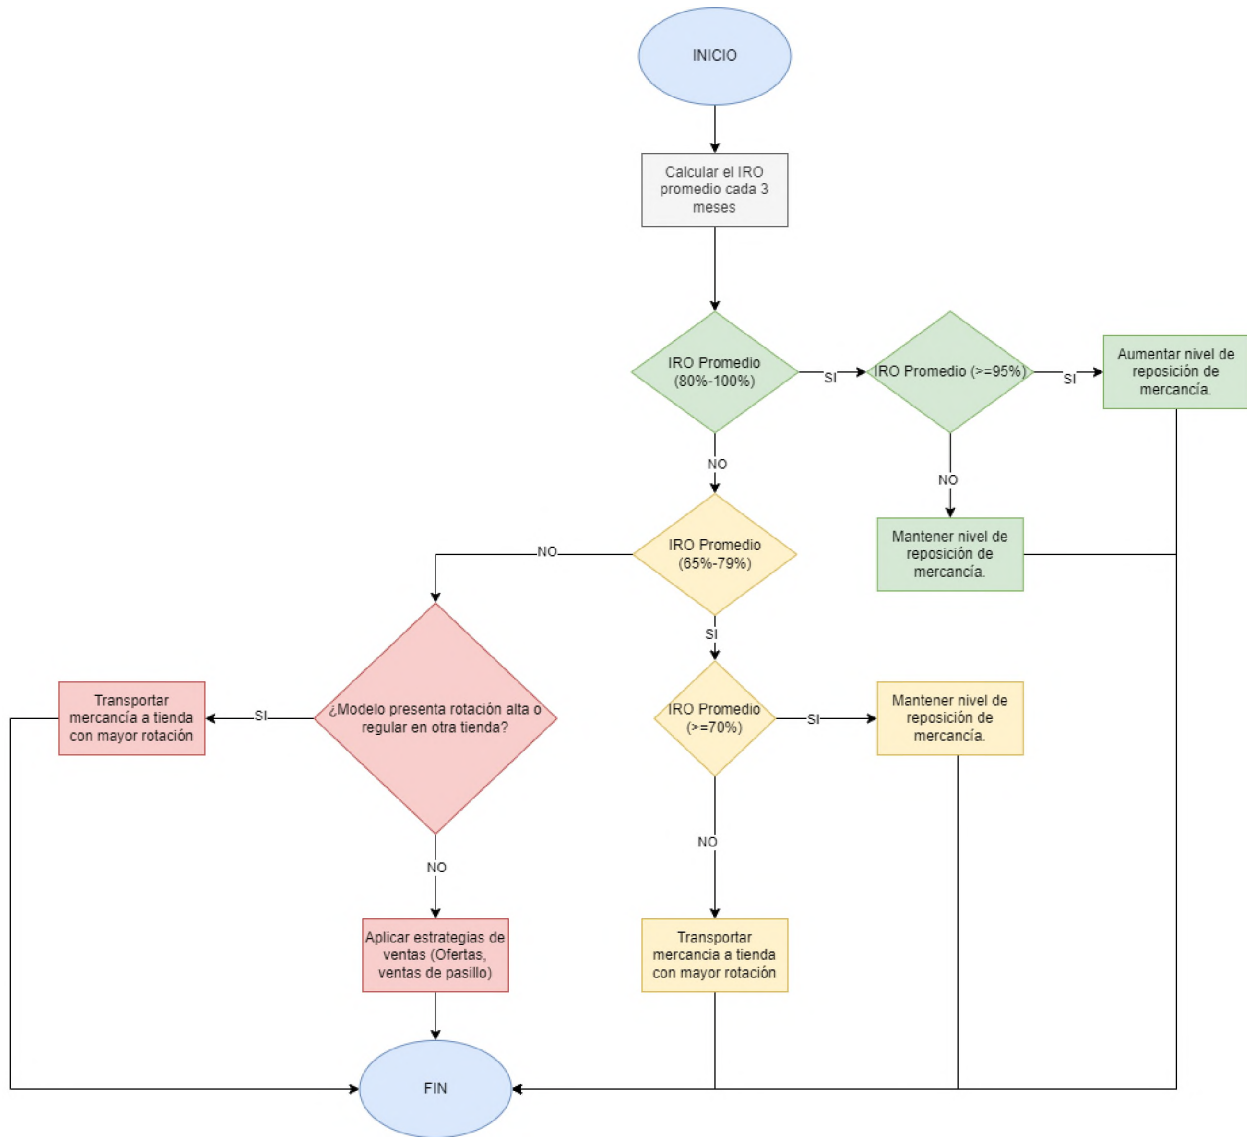 INICIO
Calcular el IRO
promedio cada 3
meses
IRO Promedio
(80%-100%)
SI
IRO Promedio (>=95%)
SI
Aumentar nivel de
reposición de
mercancía.
NO
NO
Mantener nivel de
reposición de
mercancía.
IRO Promedio
(65%-79%)
NO
SI
¿Modelo presenta rotación alta o
regular en otra tienda?
SI
Transportar
mercancía a tienda
con mayor rotación
IRO Promedio
(>=70%)
SI
Mantener nivel de
reposición de
mercancía.
NO
NO
Aplicar estrategias de
ventas (Ofertas,
ventas de pasillo)
Transportar
mercancia a tienda
con mayor rotación
FIN